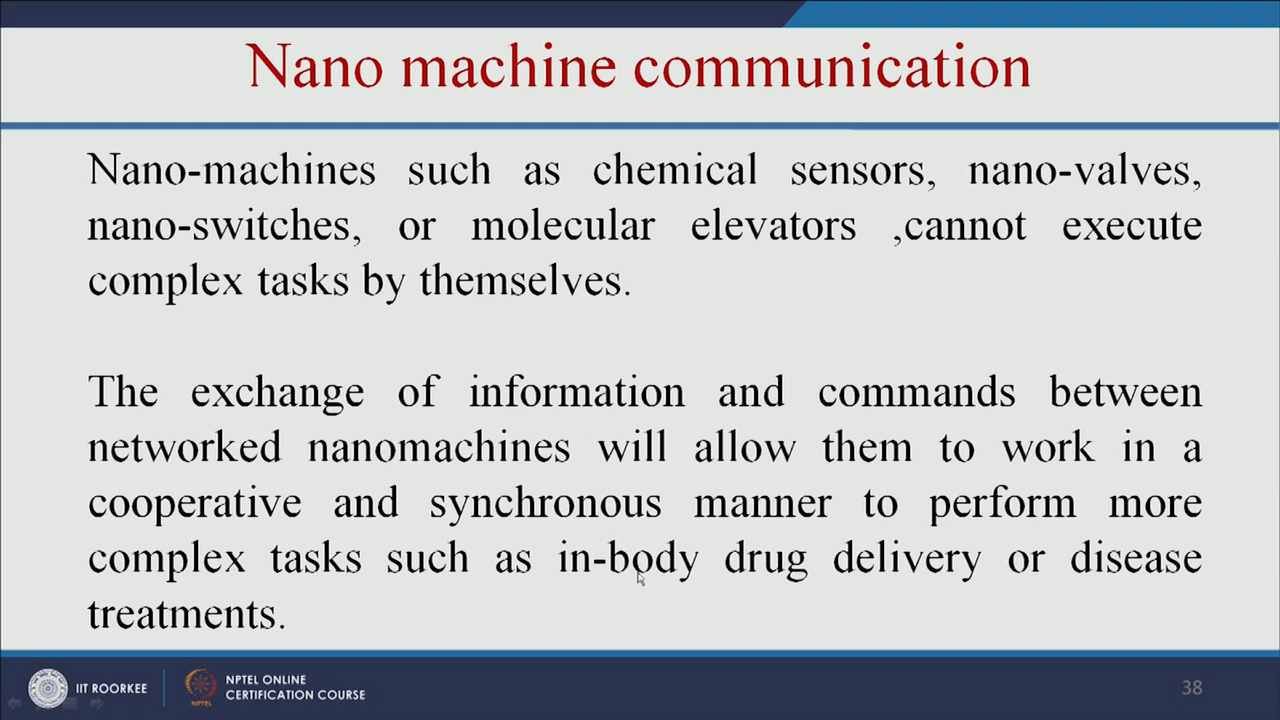 Nano machine communication
Nano-machines such as chemical sensors, nano-valves,
nano-switches, or molecular elevators ,cannot execute
complex tasks by themselves.
The exchange of information and commands between
networked nanomachines will allow them to work in a
cooperative and synchronous manner to perform more
complex tasks such as in-body drug delivery or disease
treatments.
IIT ROORKEE
NPTEL
NPTEL ONLINE
CERTIFICATION COURSE
38